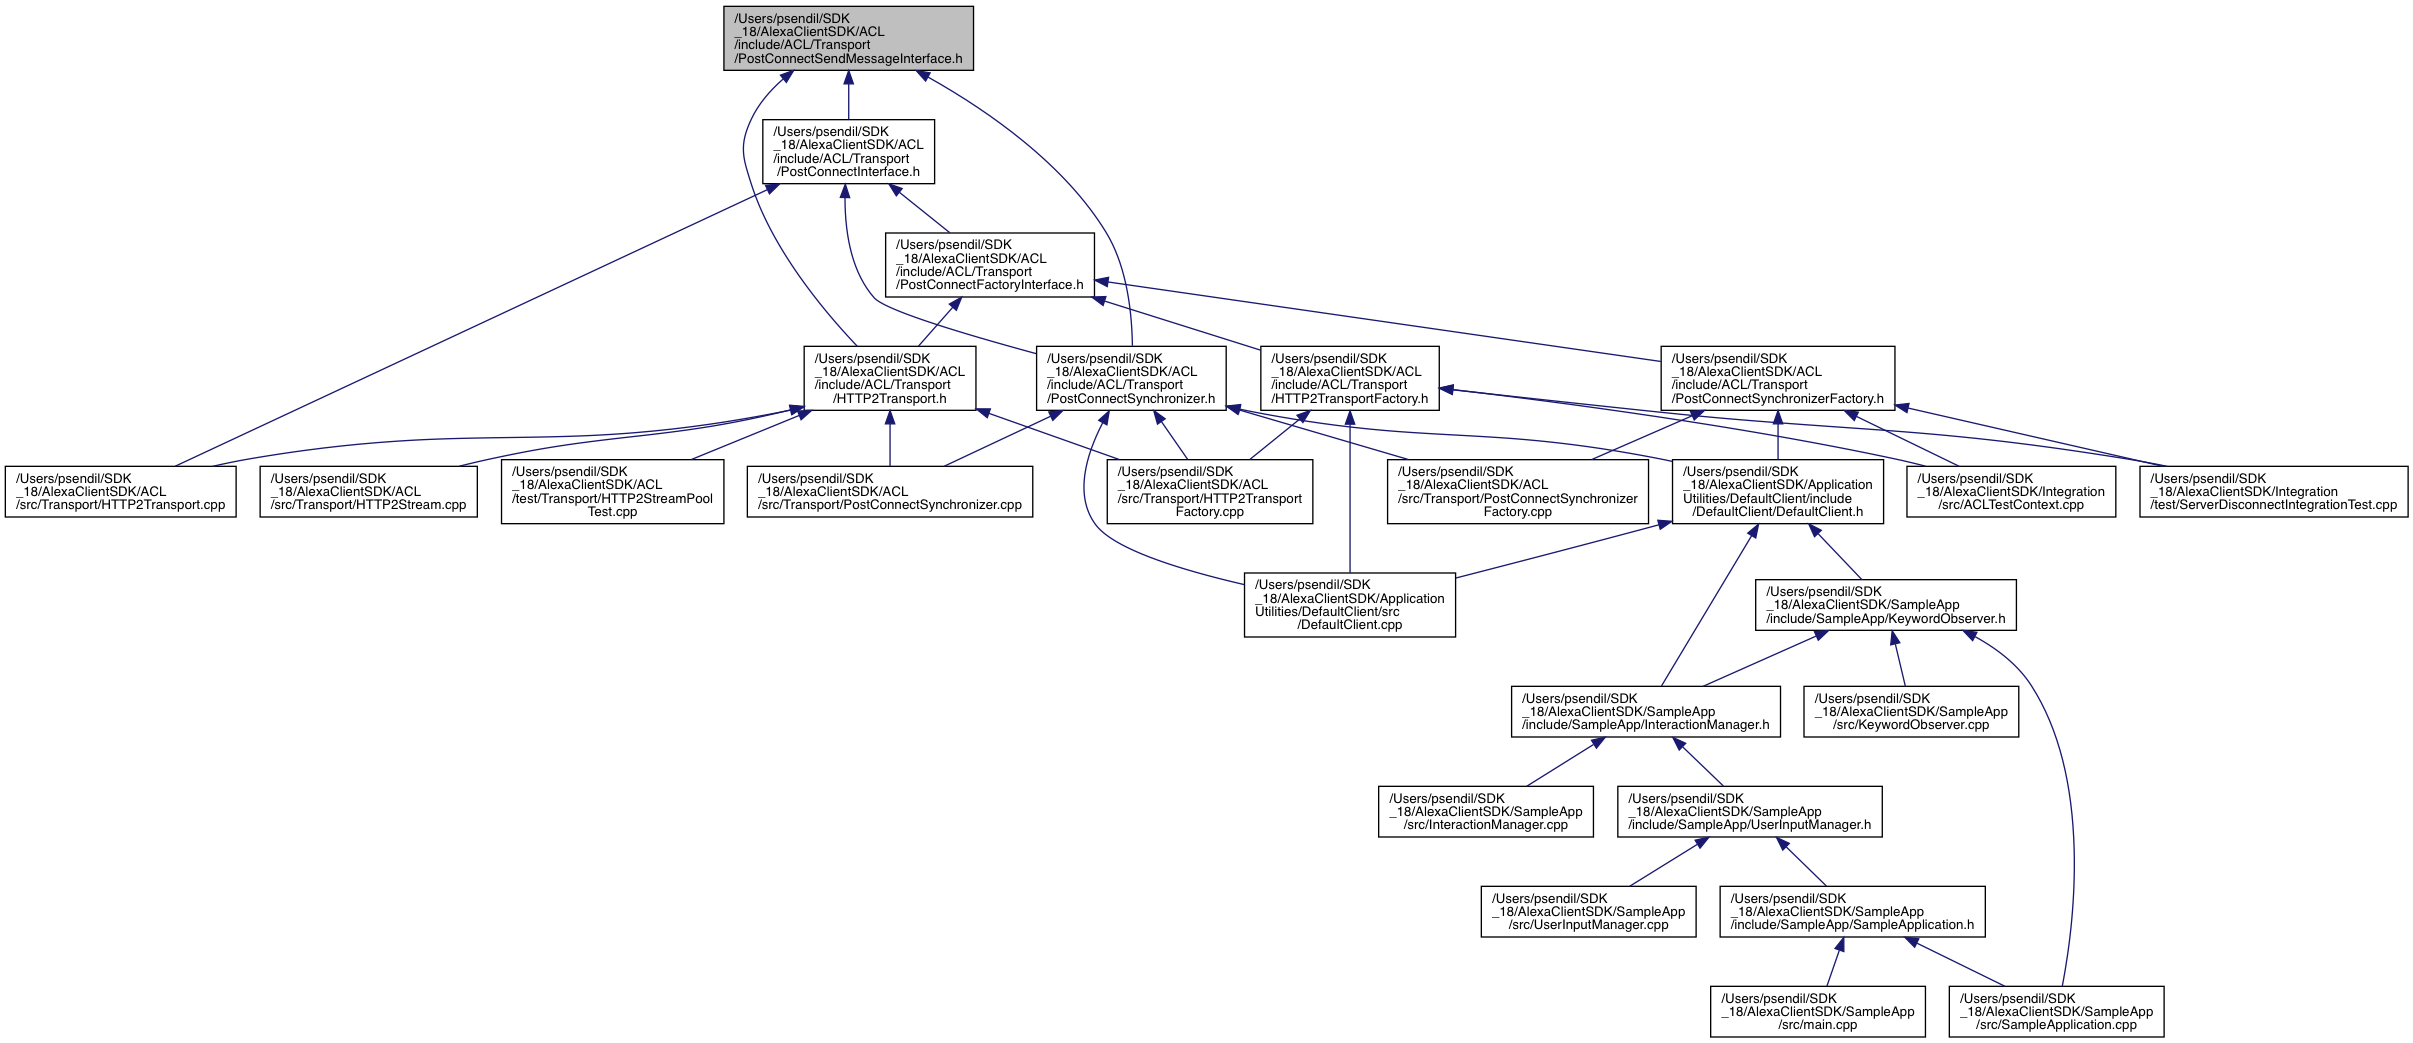 /Users/psendil/SDK
_18/AlexaClientSDK/ACL
/include/ACL/Transport
/PostConnectSendMessageInterface.h
/Users/psendil/SDK
_18/AlexaClientSDK/ACL
/include/ACL/Transport
/PostConnectInterface.h
/Users/psendil/SDK
_18/AlexaClientSDK/ACL
/include/ACL/Transport
/PostConnectFactoryInterface.h
/Users/psendil/SDK
_18/AlexaClientSDK/ACL
/include/ACL/Transport
/HTTP2Transport.h
/Users/psendil/SDK
_18/AlexaClientSDK/ACL
/include/ACL/Transport
/PostConnectSynchronizer.h
/Users/psendil/SDK
_18/AlexaClientSDK/ACL
/include/ACL/Transport
/HTTP2TransportFactory.h
/Users/psendil/SDK
_18/AlexaClientSDK/ACL
/include/ACL/Transport
/PostConnectSynchronizerFactory.h
/Users/psendil/SDK
_18/AlexaClientSDK/ACL
/src/Transport/HTTP2Transport.cpp
/Users/psendil/SDK
_18/AlexaClientSDK/ACL
/src/Transport/HTTP2Stream.cpp
/Users/psendil/SDK
_18/AlexaClientSDK/ACL
/test/Transport/HTTP2StreamPool
Test.cpp
/Users/psendil/SDK
_18/AlexaClientSDK/ACL
/src/Transport/PostConnectSynchronizer.cpp
/Users/psendil/SDK
_18/AlexaClientSDK/ACL
/src/Transport/HTTP2Transport
Factory.cpp
/Users/psendil/SDK
_18/AlexaClientSDK/ACL
/src/Transport/PostConnectSynchronizer
Factory.cpp
/Users/psendil/SDK
_18/AlexaClientSDK/Application
Utilities/DefaultClient/include
/DefaultClient/DefaultClient.h
/Users/psendil/SDK
_18/AlexaClientSDK/Integration
/src/ACLTestContext.cpp
/Users/psendil/SDK
_18/AlexaClientSDK/Integration
/test/ServerDisconnectIntegrationTest.cpp
/Users/psendil/SDK
_18/AlexaClientSDK/Application
Utilities/DefaultClient/src
/DefaultClient.cpp
/Users/psendil/SDK
_18/AlexaClientSDK/SampleApp
/include/SampleApp/KeywordObserver.h
/Users/psendil/SDK
_18/AlexaClientSDK/SampleApp
/include/SampleApp/InteractionManager.h
/Users/psendil/SDK
_18/AlexaClientSDK/SampleApp
/src/KeywordObserver.cpp
/Users/psendil/SDK
_18/AlexaClientSDK/SampleApp
/src/InteractionManager.cpp
/Users/psendil/SDK
_18/AlexaClientSDK/SampleApp
/include/SampleApp/UserInputManager.h
/Users/psendil/SDK
_18/AlexaClientSDK/SampleApp
/src/UserInputManager.cpp
/Users/psendil/SDK
_18/AlexaClientSDK/SampleApp
/include/SampleApp/SampleApplication.h
/Users/psendil/SDK
_18/AlexaClientSDK/SampleApp
/src/main.cpp
/Users/psendil/SDK
_18/AlexaClientSDK/SampleApp
/src/SampleApplication.cpp